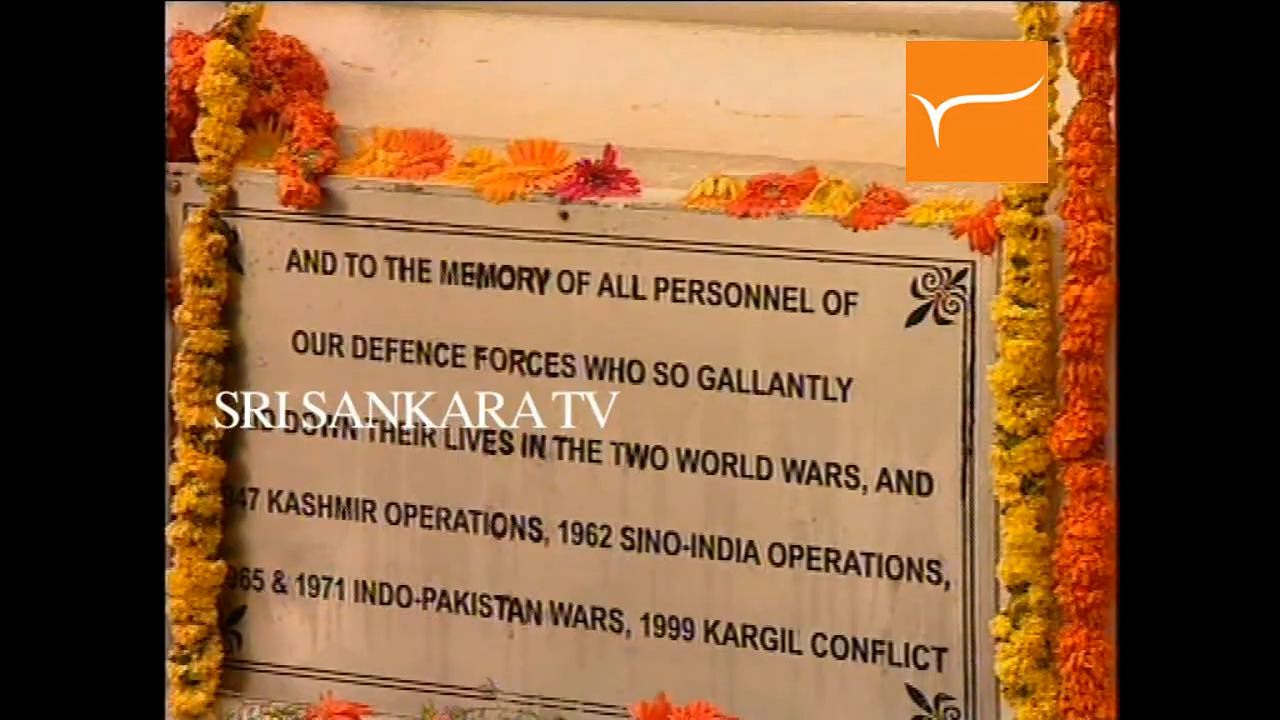 AND TO THE MEMORY OF ALL PERSONNEL OF
OUR DEFENCE FORCES WHO SO GALLANTLY
SRI SANKARA TV
DOWN THEIR LIVES IN THE TWO WORLD WARS, AND
KASHMIR OPERATIONS, 1962 SINO-INDIA OPERATIONS,
& 1971 INDO-PAKISTAN WARS, 1999 KARGIL CONFLICT